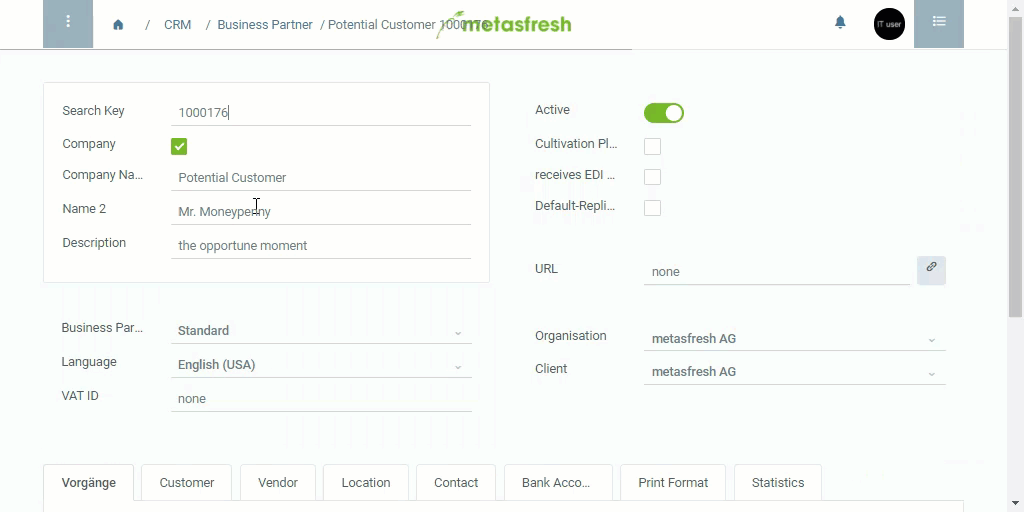 / CRM / Business Partner / Potential Customer 1000176
metasfresh
IT user
Search Key 1000176
Company
Company Na... Potential Customer
Name 2 Mr. Moneypenny
Description the opportune moment
Active
Cultivation Pl...
receives EDI ...
Default-Repli...
URL none
Business Par... Standard
Language English (USA)
VAT ID none
Organisation metasfresh AG
Client metasfresh AG
Vorgänge Customer Vendor Location Contact Bank Acco... Print Format Statistics